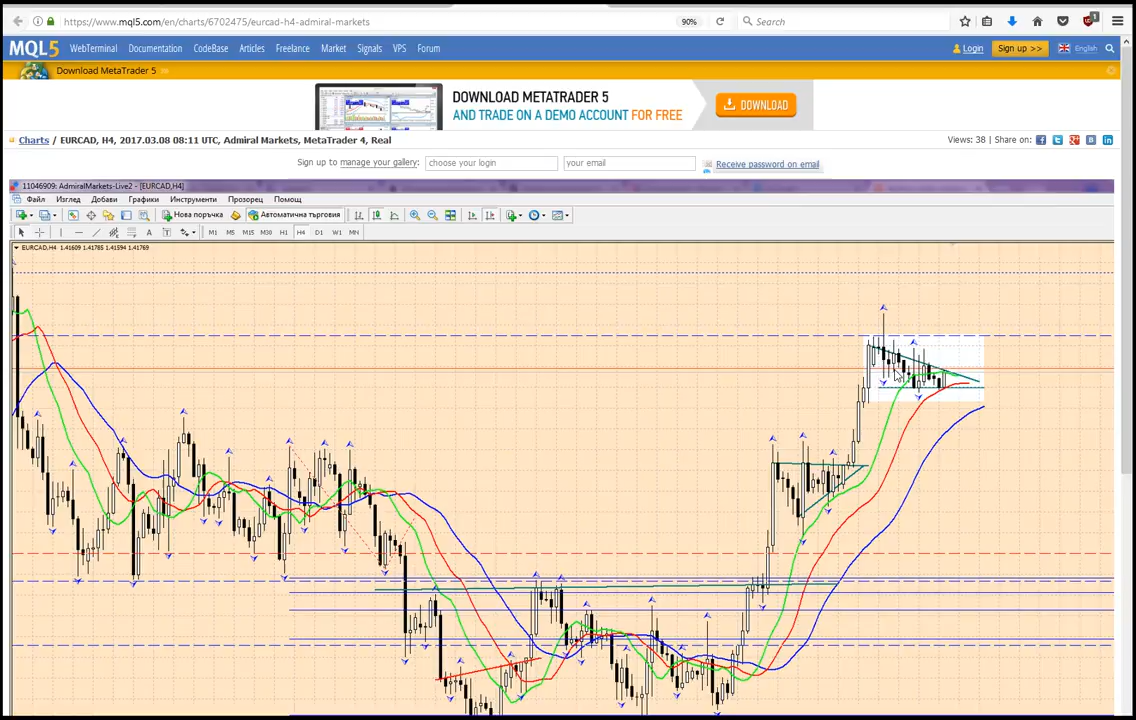 https://www.mql5.com/en/charts/6702475/eurcad-h4-admiral-markets
90%
Search
1
MQL5 WebTerminal Documentation CodeBase Articles Freelance Market Signals VPS Forum
Login Sign up >> English
Download MetaTrader 5
DOWNLOAD METATRADER 5
AND TRADE ON A DEMO ACCOUNT FOR FREE
DOWNLOAD
Charts / EURCAD, H4, 2017.03.08 08:11 UTC, Admiral Markets, MetaTrader 4, Real
Views: 38 | Share on:
Sign up to manage your gallery: choose your login your email Receive password on email
11046909: AdmiralMarkets-Live2 - [EURCAD,H4]
Файл Изглед Добави Графики Инструменти Прозорец Помощ
Нова поръчка Автоматична търговия
A T M1 M5 M15 M30 H1 H4 D1 W1 MN
EURCAD,H4 1.41609 1.41785 1.41594 1.41769